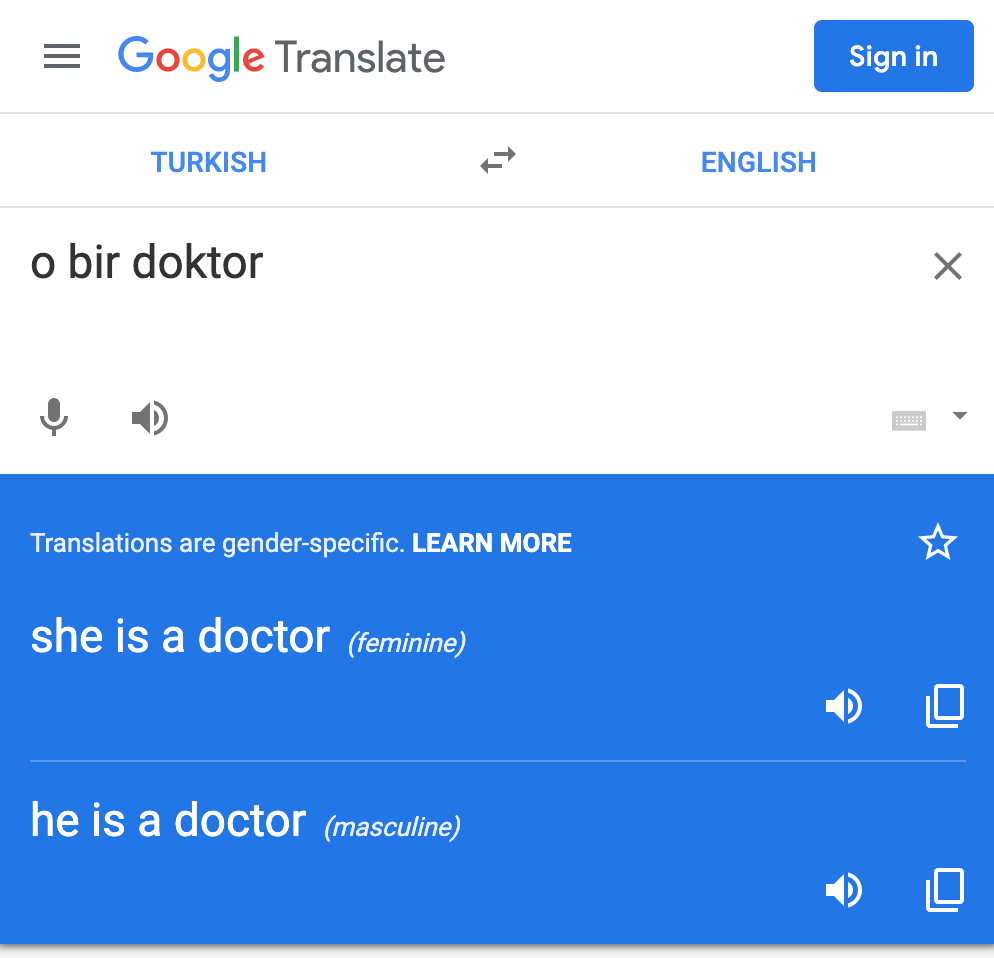 Google Translate
Sign in
TURKISH
ENGLISH
o bir doktor
Translations are gender-specific. LEARN MORE
she is a doctor (feminine)
he is a doctor (masculine)